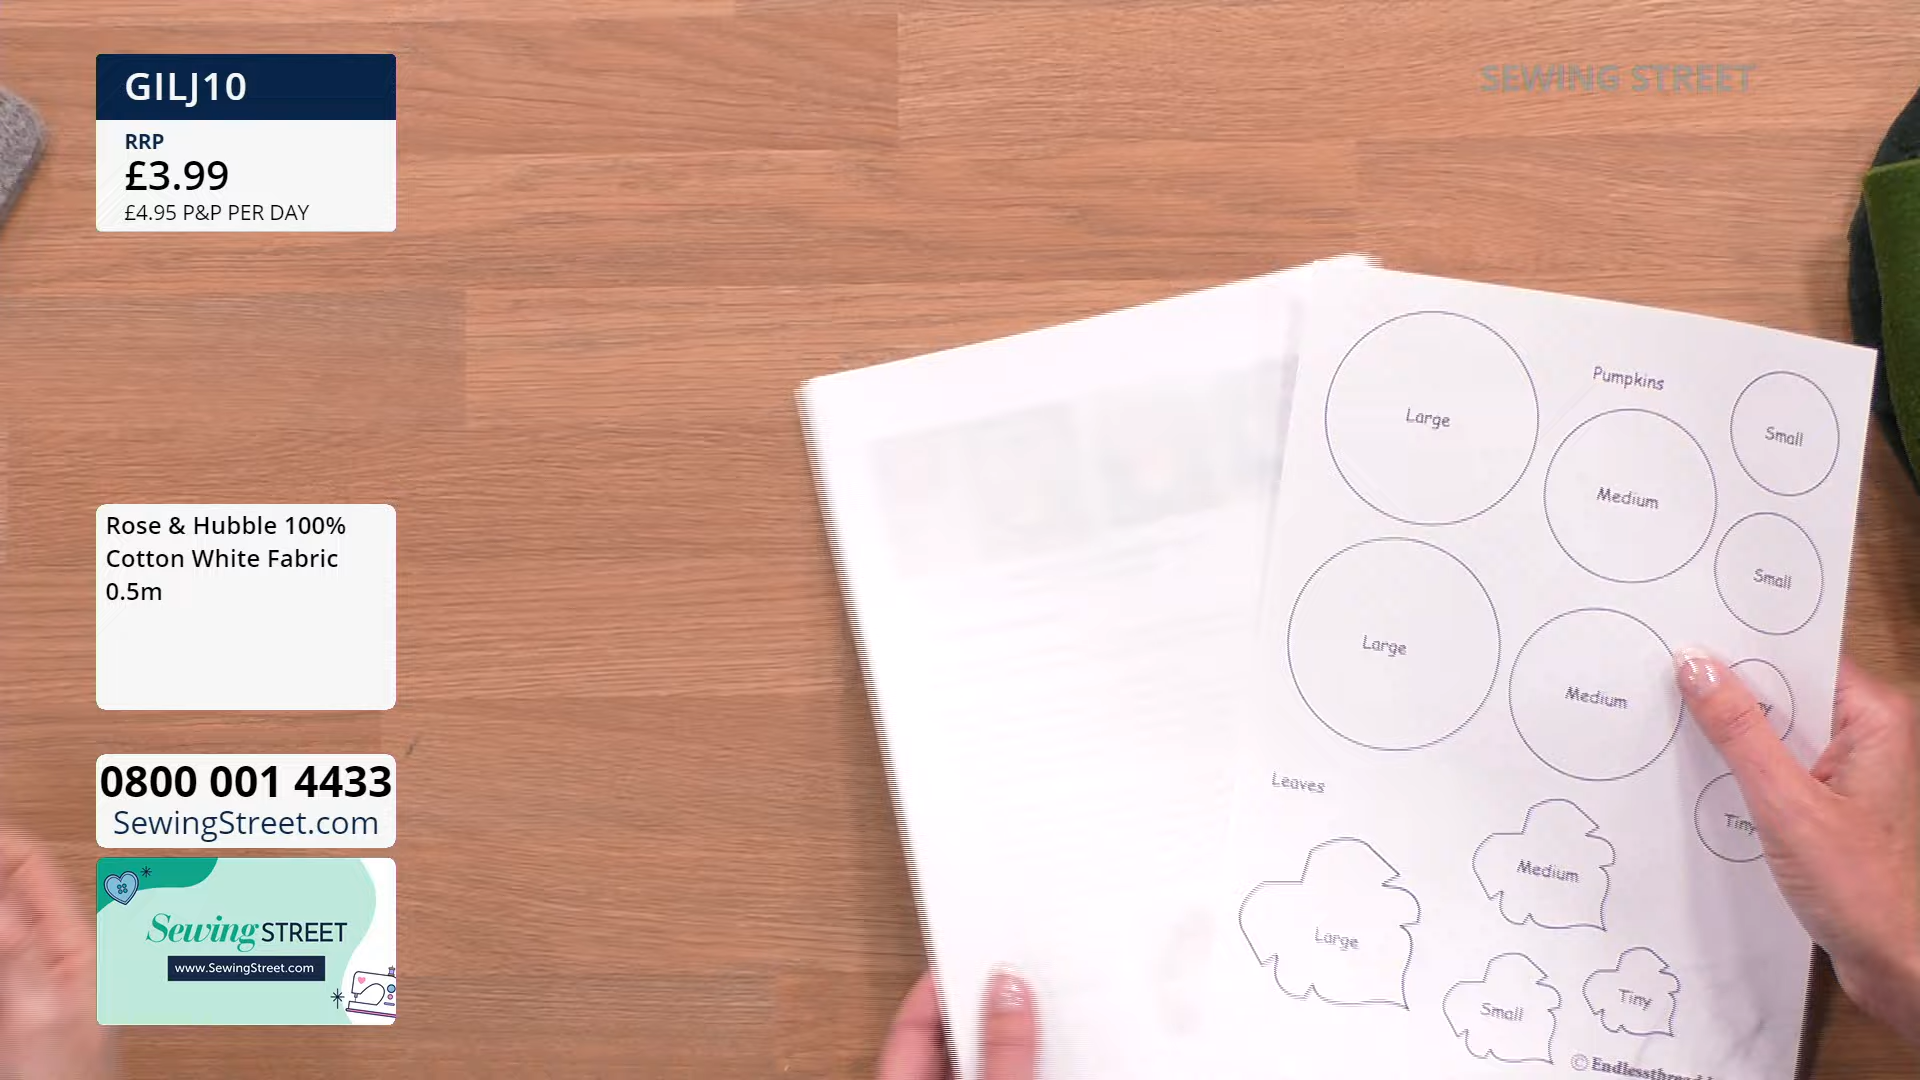 GILJ10
RRP
£3.99
£4.95 P&P PER DAY
SEWING STREET
Rose & Hubble 100%
Cotton White Fabric
0.5m
0800 001 4433
SewingStreet.com
Sewing STREET
www.SewingStreet.com
Pumpkins
Large
Small
Medium
Small
Large
Medium
Leaves
Tiny
Medium
Large
Tiny
Small
©